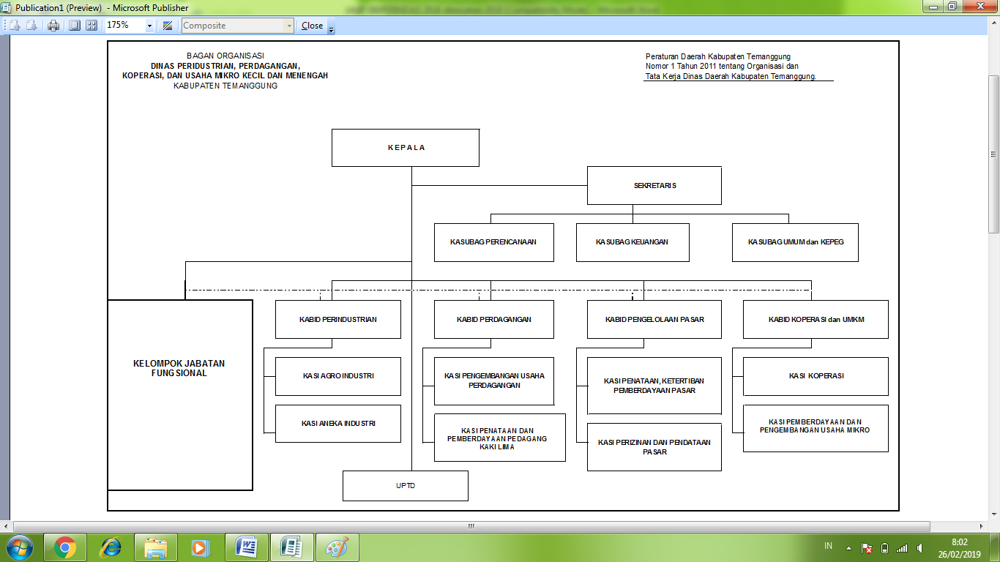 Publication1 (Preview) - Microsoft Publisher
175%
Composite
Close
BAGAN ORGANISASI
DINAS PERIDUSTRIAN, PERDAGANGAN,
KOPERASI, DAN USAHA MIKRO KECIL DAN MENENGAH
KABUPATEN TEMANGGUNG
Peraturan Daerah Kabupaten Temanggung
Nomor 1 Tahun 2011 tentang Organisasi dan
Tata Kerja Dinas Daerah Kabupaten Temanggung.
KEPALA
SEKRETARIS
KASUBAG PERENCANAAN
KASUBAG KEUANGAN
KASUBAG UMUM dan KEPEG
KELOMPOK JABATAN
FUNGSIONAL
KABID PERINDUSTRIAN
KABID PERDAGANGAN
KABID PENGELOLAAN PASAR
KABID KOPERASI dan UMKM
KASI AGRO INDUSTRI
KASI ANEKA INDUSTRI
KASI PENGEMBANGAN USAHA
PERDAGANGAN
KASI PENATAAN DAN
PEMBERDAYAAN PEDAGANG
KAKI LIMA
KASI PENATAAN, KETERTIBAN
PEMBERDAYAAN PASAR
KASI PERIZINAN DAN PENDATAAN
PASAR
KASI KOPERASI
KASI PEMBERDAYAAN DAN
PENGEMBANGAN USAHA MIKRO
UPTD
IN
8:02
26/02/2019